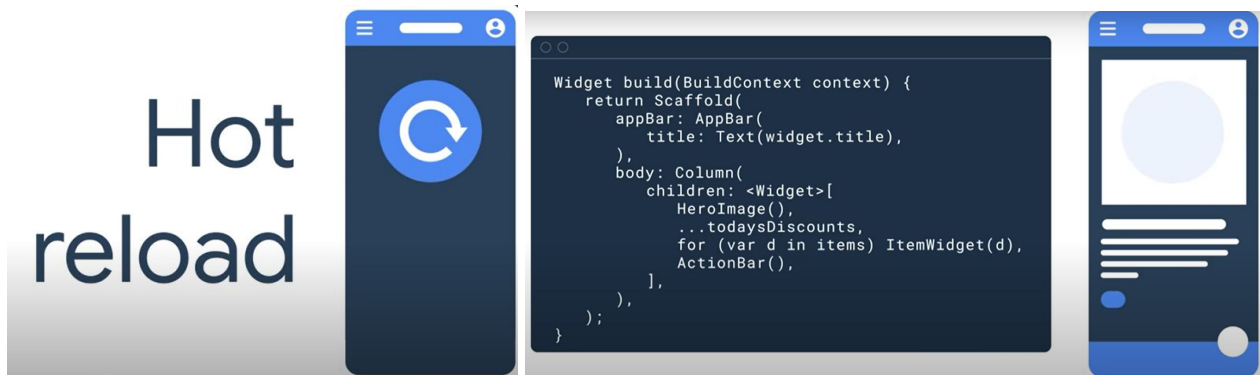 Hot
reload
Widget build(BuildContext context) {
return Scaffold(
appBar: AppBar(
title: Text(widget.title),
),
body: Column(
children: <Widget>[
HeroImage(),
...todaysDiscounts,
for (var d in items) ItemWidget(d),
ActionBar(),
],
),
);
}